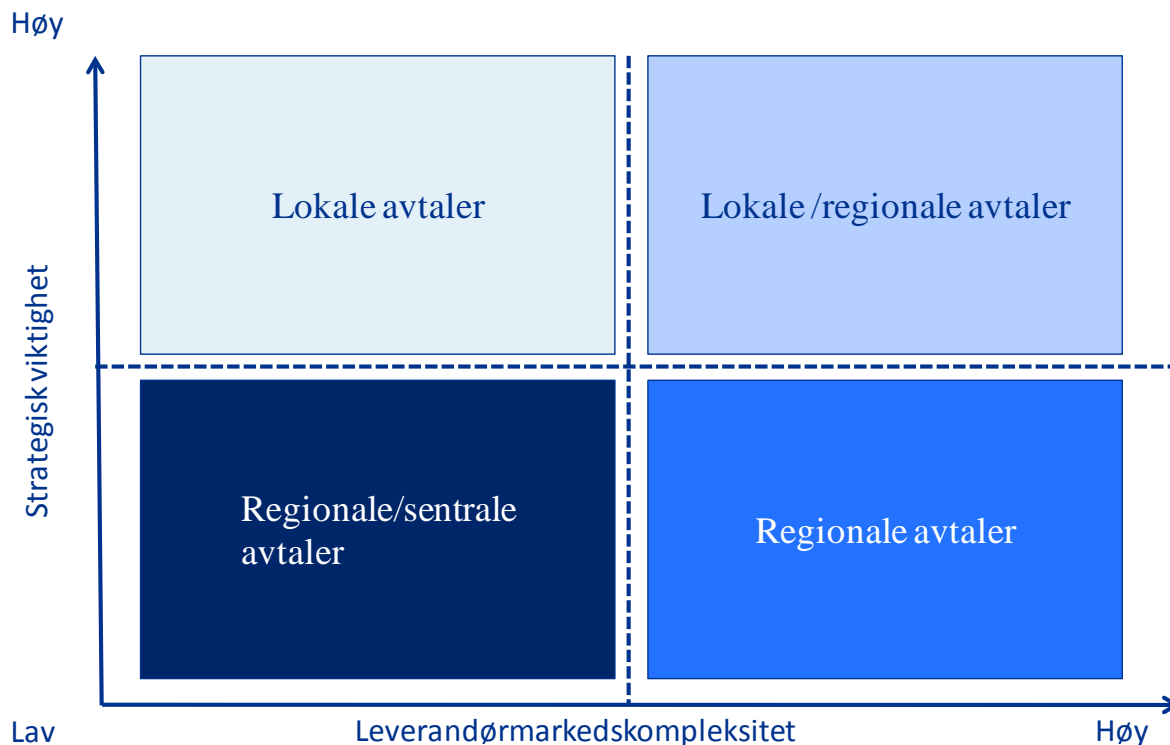 Høy
Lokale avtaler
Lokale /regionale avtaler
Strategisk viktighet
Regionale/sentrale
avtaler
Regionale avtaler
Lav
Leverandørmarkedskompleksitet
Høy